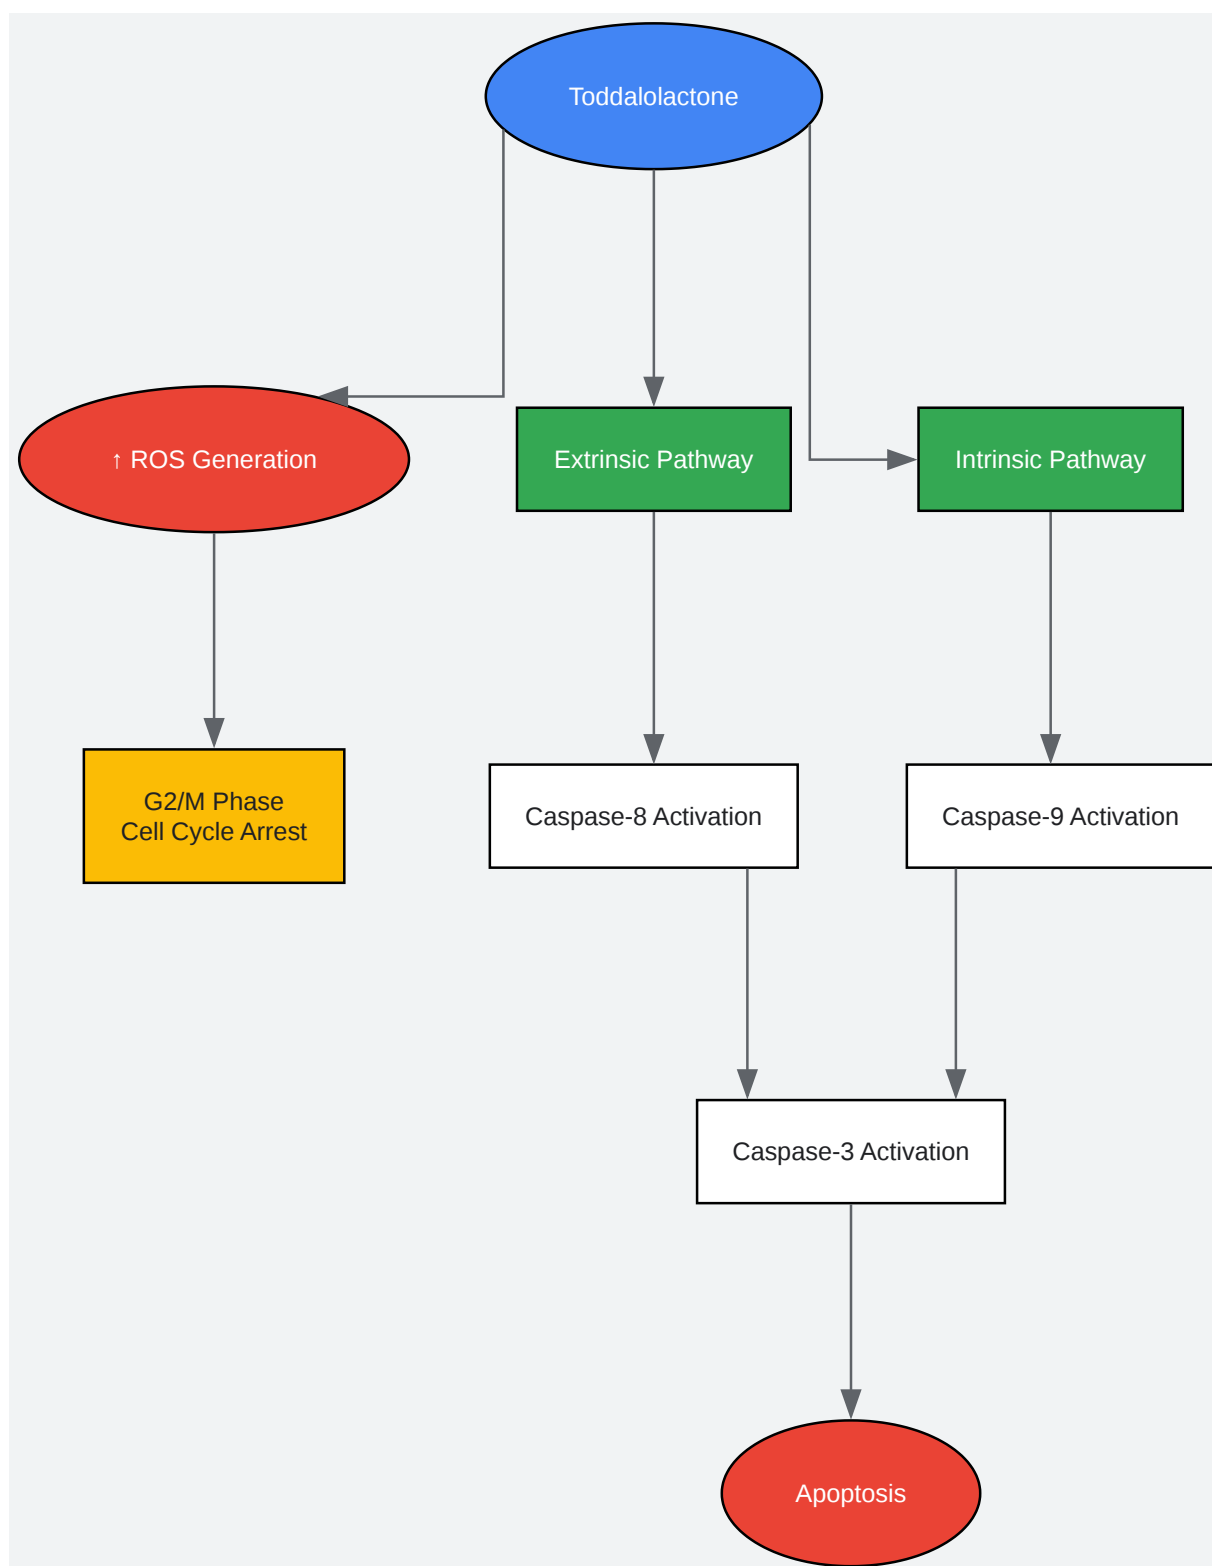 Toddalolactone
↑ ROS Generation
Extrinsic Pathway
Intrinsic Pathway
G2/M Phase
Cell Cycle Arrest
Caspase-8 Activation
Caspase-9 Activation
Caspase-3 Activation
Apoptosis